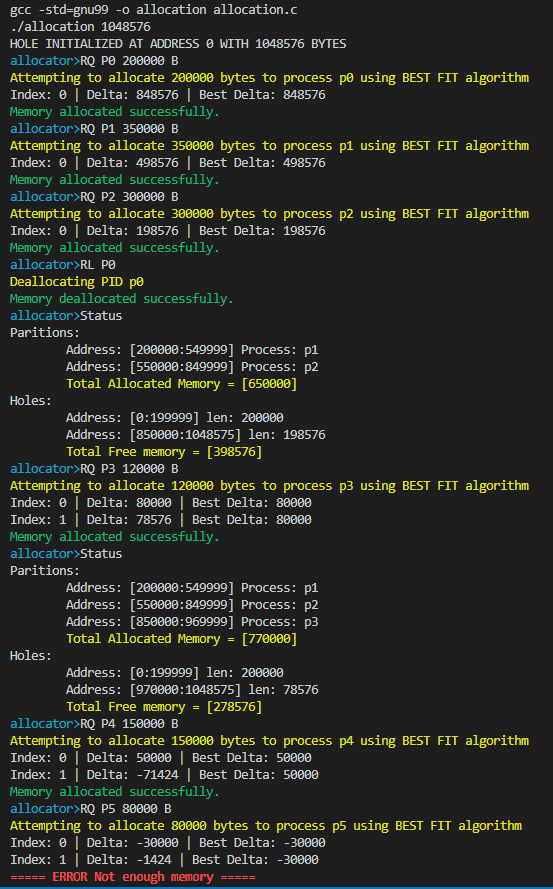 gcc -std=gnu99 -o allocation allocation.c
./allocation 1048576
HOLE INITIALIZED AT ADDRESS 0 WITH 1048576 BYTES
allocator>RQ P0 200000 B
Attempting to allocate 200000 bytes to process p0 using BEST FIT algorithm
Index: 0 | Delta: 848576 | Best Delta: 848576
Memory allocated successfully.
allocator>RQ P1 350000 B
Attempting to allocate 350000 bytes to process p1 using BEST FIT algorithm
Index: 0 | Delta: 498576 | Best Delta: 498576
Memory allocated successfully.
allocator>RQ P2 300000 B
Attempting to allocate 300000 bytes to process p2 using BEST FIT algorithm
Index: 0 | Delta: 198576 | Best Delta: 198576
Memory allocated successfully.
allocator>RL P0
Deallocating PID p0
Memory deallocated successfully.
allocator>Status
Paritions:
Address: [200000:549999] Process: p1
Address: [550000:849999] Process: p2
Total Allocated Memory = [650000]
Holes:
Address: [0:199999] len: 200000
Address: [850000:1048575] len: 198576
Total Free memory = [398576]
allocator>RQ P3 120000 B
Attempting to allocate 120000 bytes to process p3 using BEST FIT algorithm
Index: 0 | Delta: 80000 | Best Delta: 80000
Index: 1 | Delta: 78576 | Best Delta: 80000
Memory allocated successfully.
allocator>Status
Paritions:
Address: [200000:549999] Process: p1
Address: [550000:849999] Process: p2
Address: [850000:969999] Process: p3
Total Allocated Memory = [770000]
Holes:
Address: [0:199999] len: 200000
Address: [970000:1048575] len: 78576
Total Free memory = [278576]
allocator>RQ P4 150000 B
Attempting to allocate 150000 bytes to process p4 using BEST FIT algorithm
Index: 0 | Delta: 50000 | Best Delta: 50000
Index: 1 | Delta: -71424 | Best Delta: 50000
Memory allocated successfully.
allocator>RQ P5 80000 B
Attempting to allocate 80000 bytes to process p5 using BEST FIT algorithm
Index: 0 | Delta: -30000 | Best Delta: -30000
Index: 1 | Delta: -1424 | Best Delta: -30000
===== ERROR Not enough memory =====